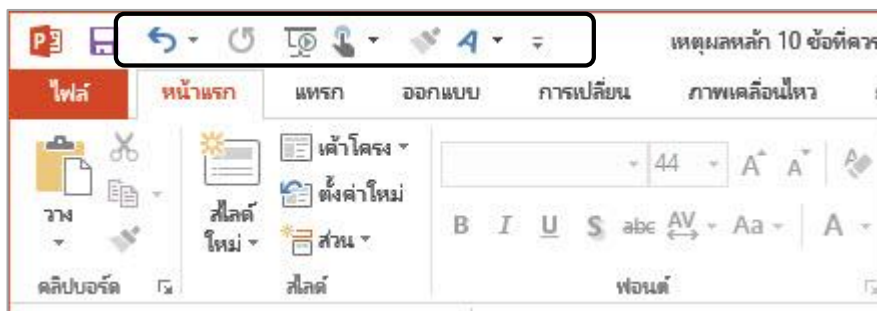 เหตุผลหลัก 10 ข้อที่ควร
ไฟล์ หน้าแรก แทรก ออกแบบ การเปลี่ยน ภาพเคลื่อนไหว
เค้าโครง
44
ตั้งค่าใหม่
วาง
สไลด์
ใหม่
ส่วน
B I U S abc AV Aa A
คลิปบอร์ด สไลด์ ฟอนต์